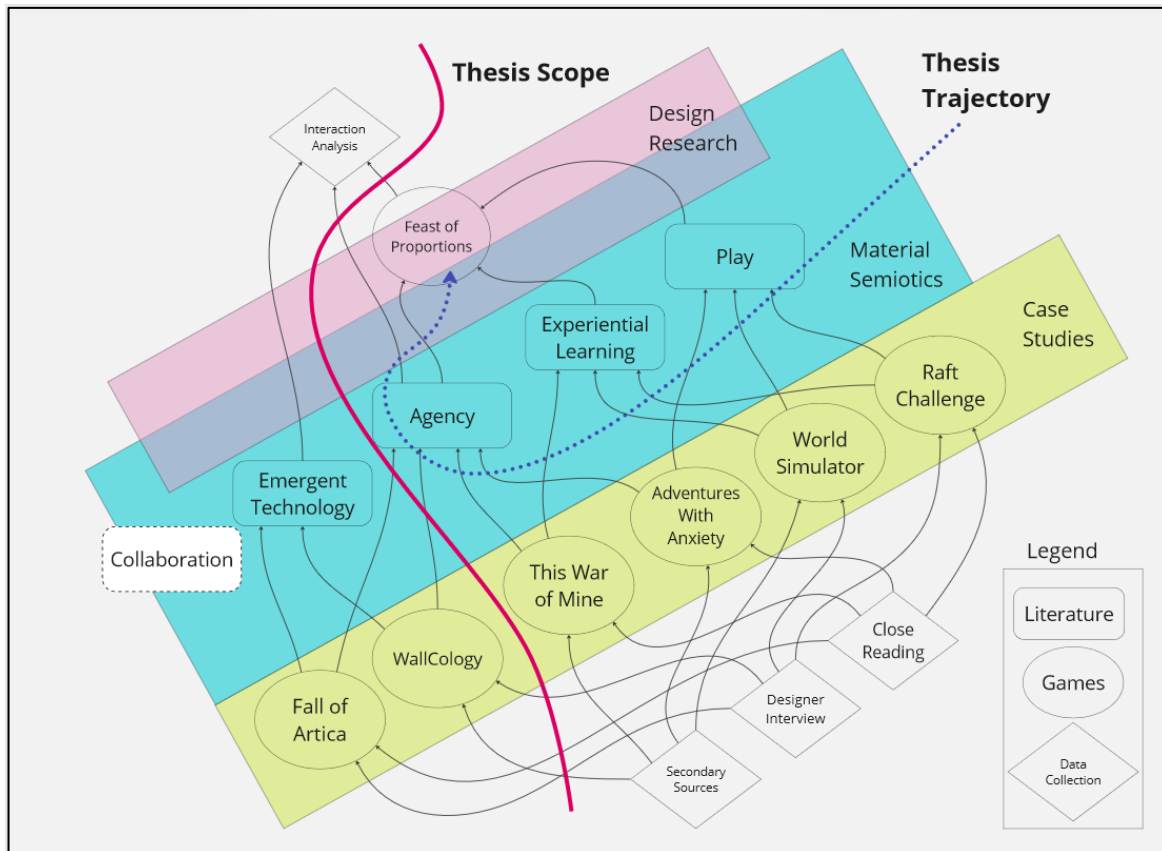 Thesis Scope
Thesis
Trajectory
Design
Research
Interaction
Analysis
Feast of
Proportions
Play
Material
Semiotics
Experiential
Learning
Case
Studies
Raft
Challenge
Agency
World
Simulator
Emergent
Technology
Adventures
With
Anxiety
Collaboration
This War
of Mine
Legend
Literature
Close
Reading
WallCology
Games
Designer
Interview
Fall of
Artica
Secondary
Sources
Data
Collection